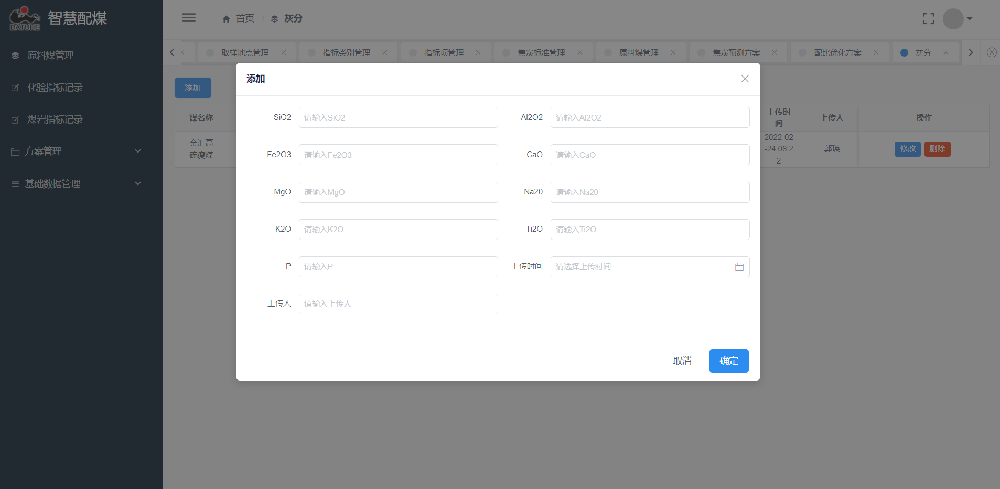 DATUHE
智慧配煤
原料煤管理
化验指标记录
煤岩指标记录
方案管理
基础数据管理
首页 / 灰分
取样地点管理
指标类别管理
指标项管理
焦炭标准管理
原料煤管理
焦炭预测方案
配比优化方案
灰分
添加
煤名称
上传时
间
上传人
操作
金汇高
硫瘦煤
2022-02
-24 08:2
2
郭瑛
修改
删除
添加
SiO2
请输入SiO2
Al2O2
请输入Al2O2
Fe2O3
请输入Fe2O3
CaO
请输入CaO
MgO
请输入MgO
Na20
请输入Na20
K2O
请输入K2O
Ti2O
请输入Ti2O
P
请输入P
上传时间
请选择上传时间
上传人
请输入上传人
取消
确定